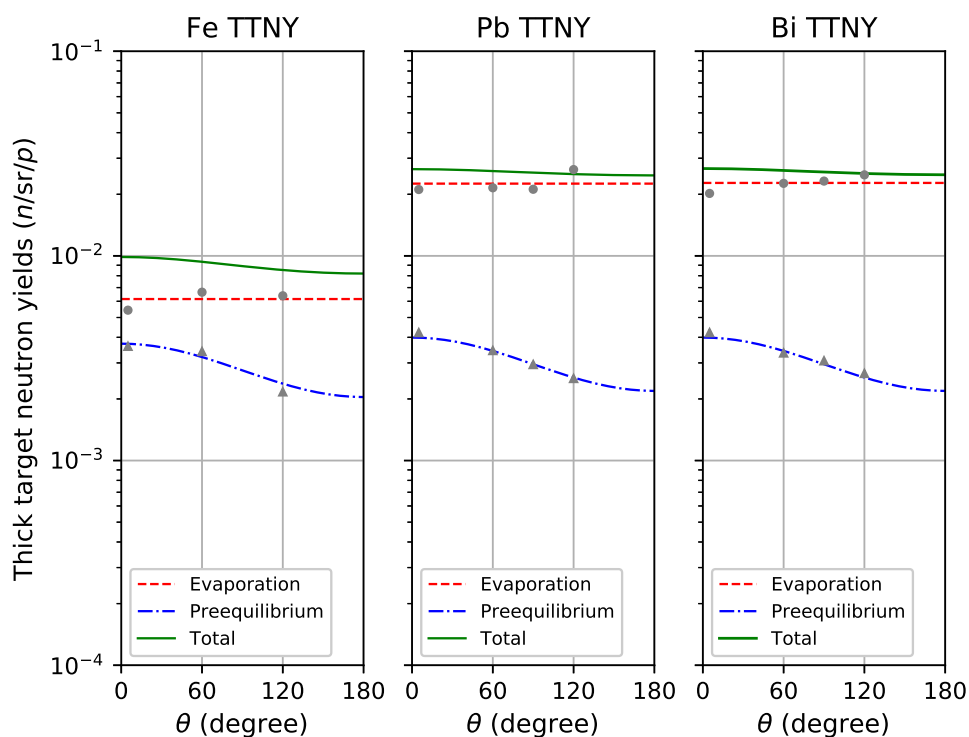 Fe TTNY
Pb TTNY
Bi TTNY
Thick target neutron yields (n/sr/p)
10⁻¹
10⁻²
10⁻³
10⁻⁴
Evaporation
Preequilibrium
Total
Evaporation
Preequilibrium
Total
Evaporation
Preequilibrium
Total
0 60 120 180
0 60 120 180
0 60 120 180
θ (degree)
θ (degree)
θ (degree)